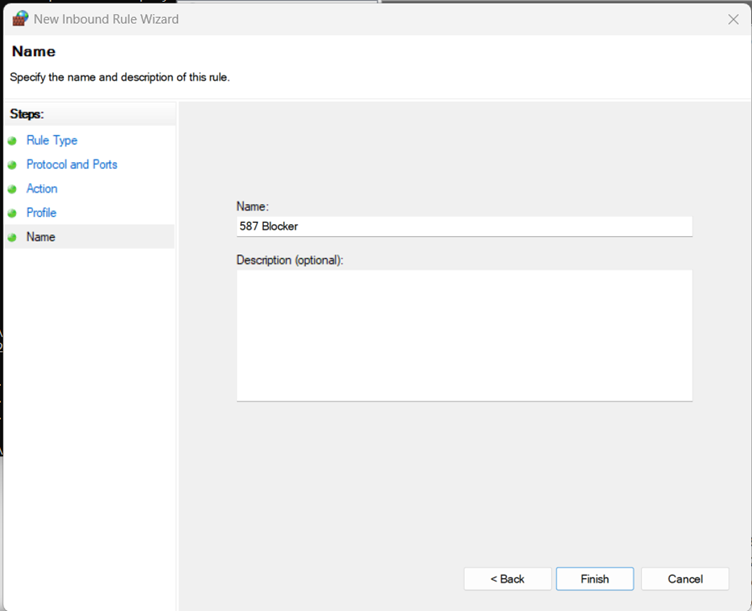 New Inbound Rule Wizard
Name
Specify the name and description of this rule.
Steps:
Rule Type
Protocol and Ports
Action
Profile
Name
Name:
587 Blocker
Description (optional):
< Back
Finish
Cancel